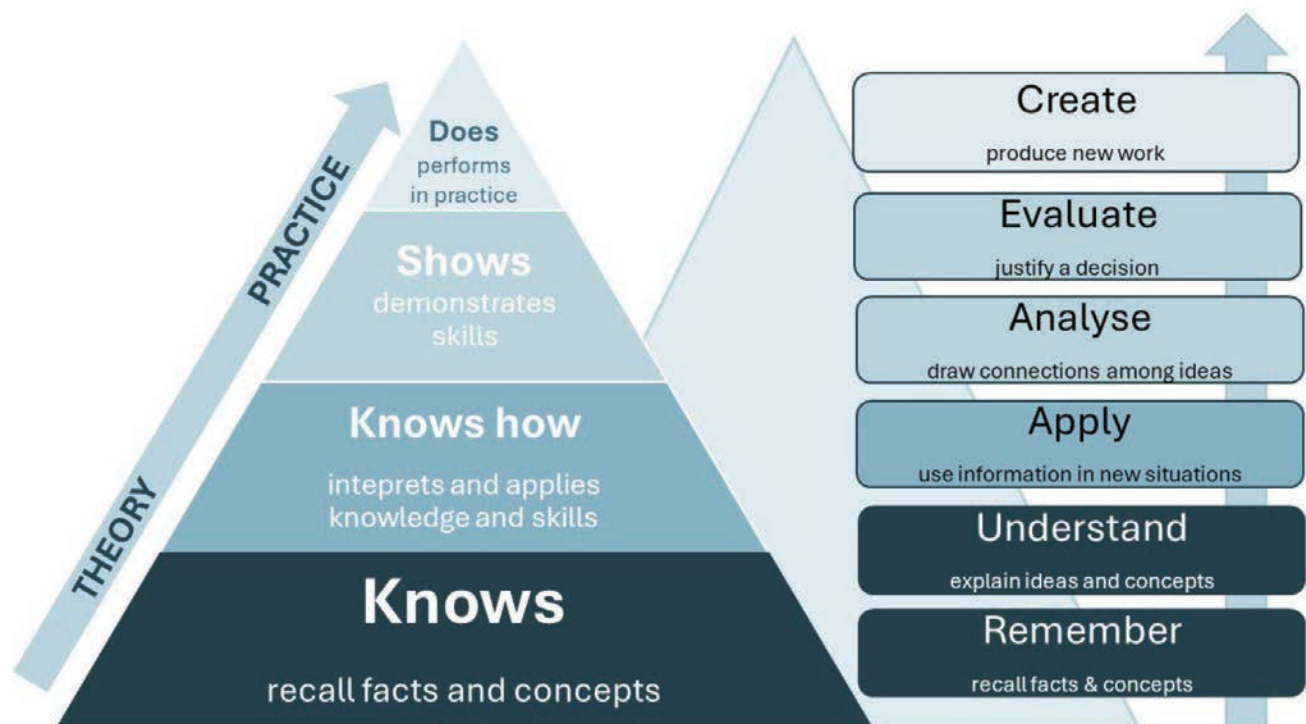 THEORY
PRACTICE
Does
performs
in practice
Shows
demonstrates
skills
Knows how
inteprets and applies
knowledge and skills
Knows
recall facts and concepts
Create
produce new work
Evaluate
justify a decision
Analyse
draw connections among ideas
Apply
use information in new situations
Understand
explain ideas and concepts
Remember
recall facts & concepts